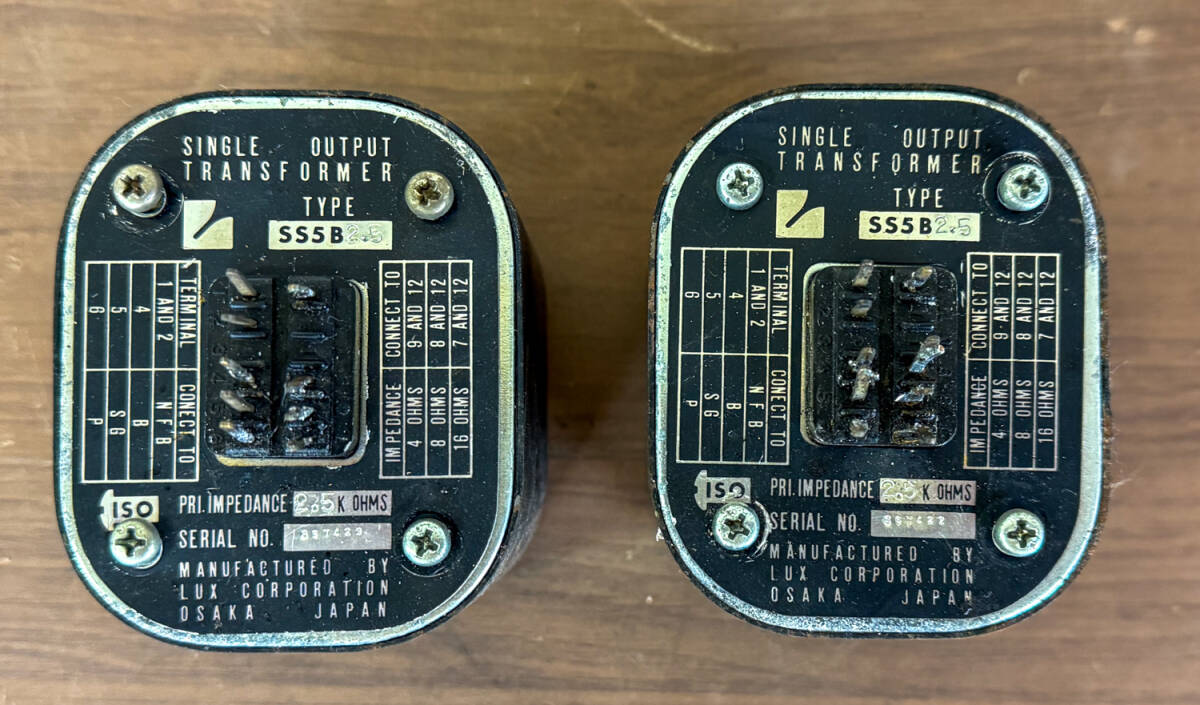 SINGLE OUTPUT
TRANSFORMER
TYPE
SS5B2.5
TERMINAL CONECT TO
1 AND 2 N F B
4 B
5 S G
6 P
CONNECT TO IMPEDANCE
9 AND 12 4 OHMS
8 AND 12 8 OHMS
7 AND 12 16 OHMS
ISO
PRI. IMPEDANCE 2.5 K OHMS
SERIAL NO.
MANUFACTURED BY
LUX CORPORATION
OSAKA JAPAN
SINGLE OUTPUT
TRANSFORMER
TYPE
SS5B2.5
TERMINAL CONECT TO
1 AND 2 N F B
4 B
5 S G
6 P
CONNECT TO IMPEDANCE
9 AND 12 4 OHMS
8 AND 12 8 OHMS
7 AND 12 16 OHMS
ISO
PRI. IMPEDANCE 2.5 K OHMS
SERIAL NO.
MANUFACTURED BY
LUX CORPORATION
OSAKA JAPAN